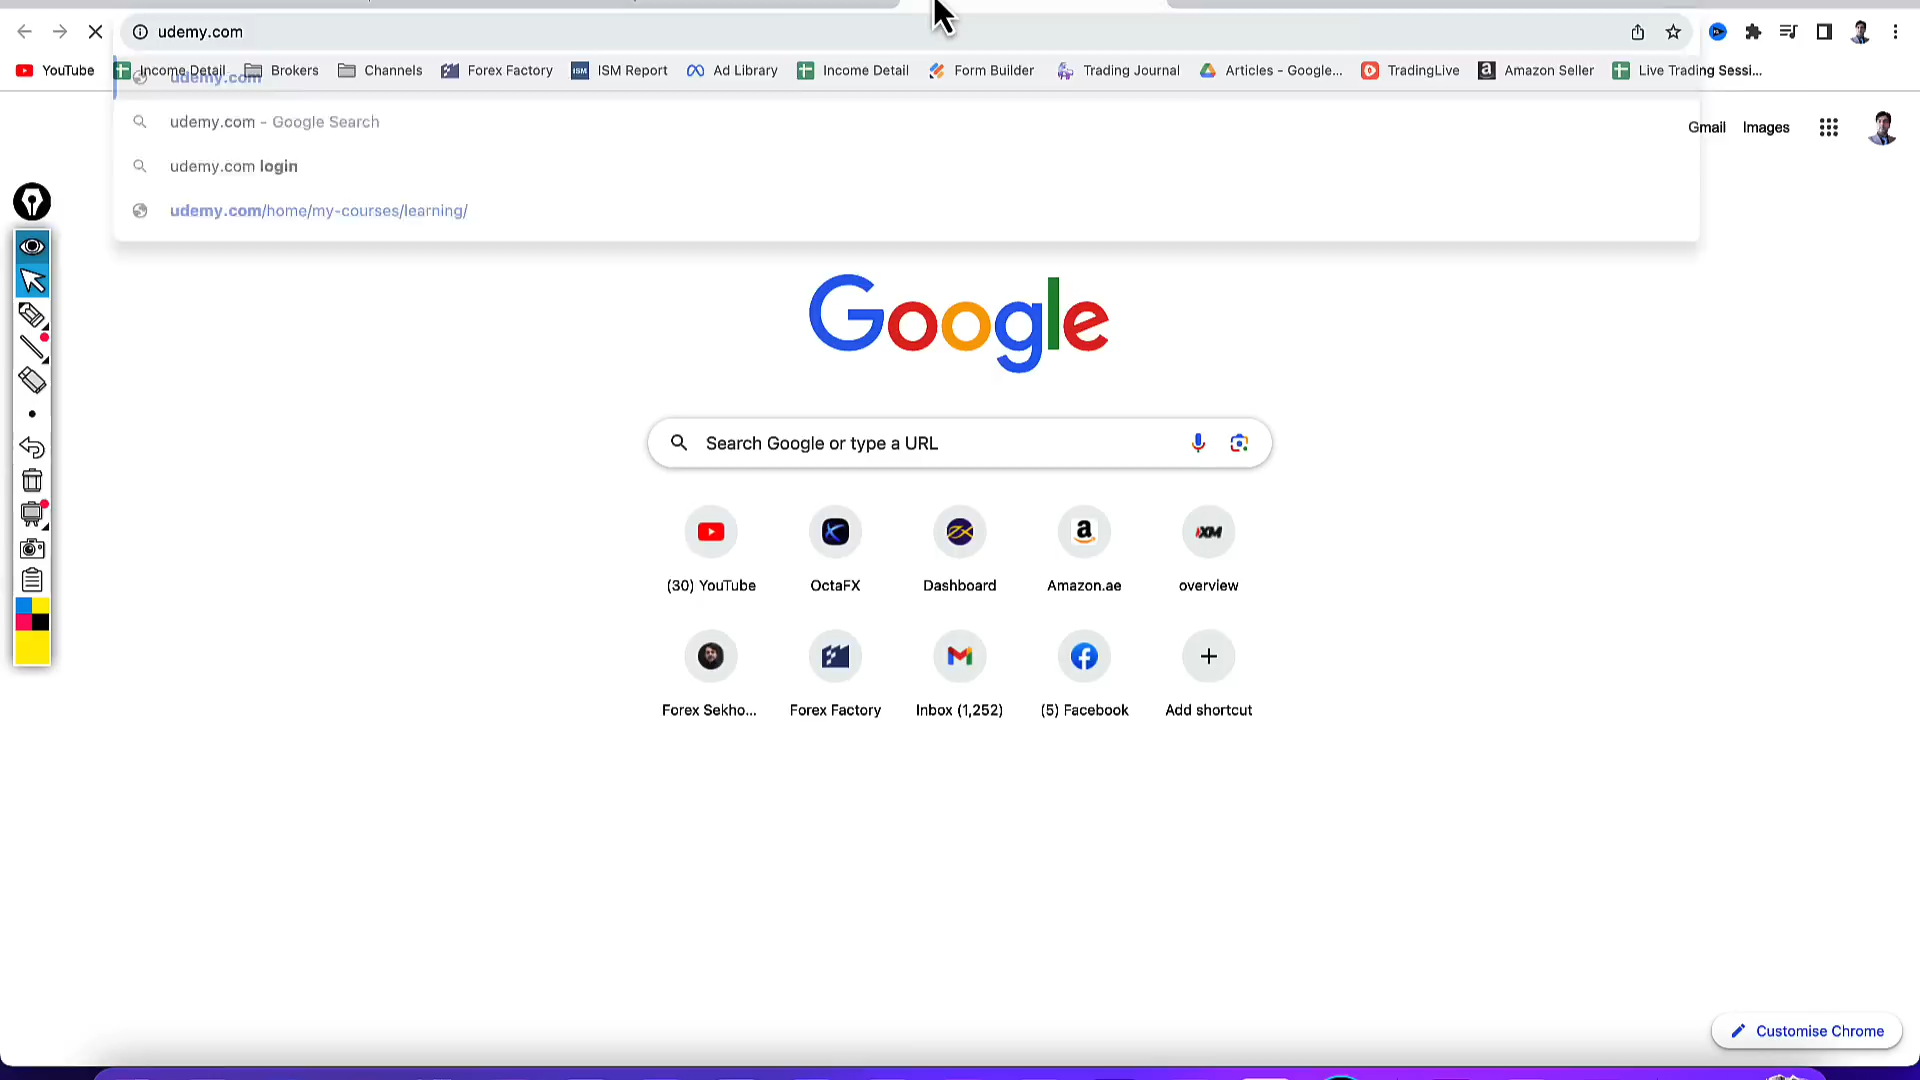 udemy.com
YouTube Income Detail Brokers Channels Forex Factory ISM ISM Report Ad Library Income Detail Form Builder Trading Journal Articles - Google... TradingLive a Amazon Seller Live Trading Sessi...
udemy.com
udemy.com - Google Search
udemy.com login
udemy.com/home/my-courses/learning/
Gmail Images
Google
Search Google or type a URL
a XM
(30) YouTube OctaFX Dashboard Amazon.ae overview
Forex Sekho... Forex Factory Inbox (1,252) (5) Facebook Add shortcut
Customise Chrome